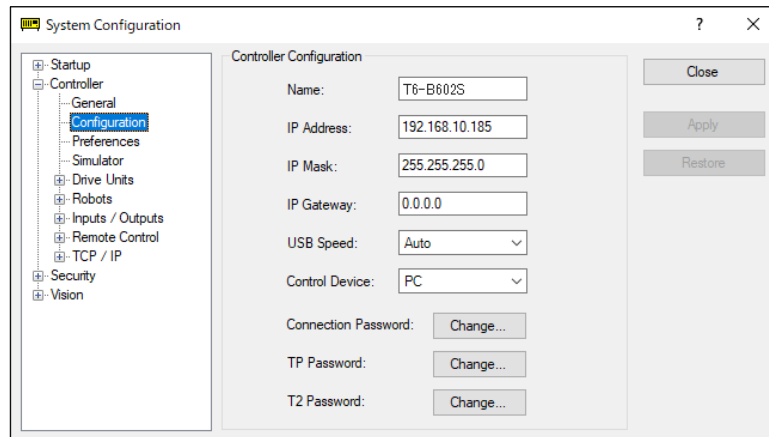 System Configuration
Startup
Controller
General
Configuration
Preferences
Simulator
Drive Units
Robots
Inputs / Outputs
Remote Control
TCP / IP
Security
Vision
Controller Configuration
Name: T6-B602S
IP Address: 192.168.10.185
IP Mask: 255.255.255.0
IP Gateway: 0.0.0.0
USB Speed: Auto
Control Device: PC
Connection Password: Change...
TP Password: Change...
T2 Password: Change...
Close
Apply
Restore